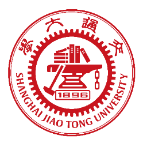 交通大學
1896
SHANGHAI JIAO TONG UNIVERSITY